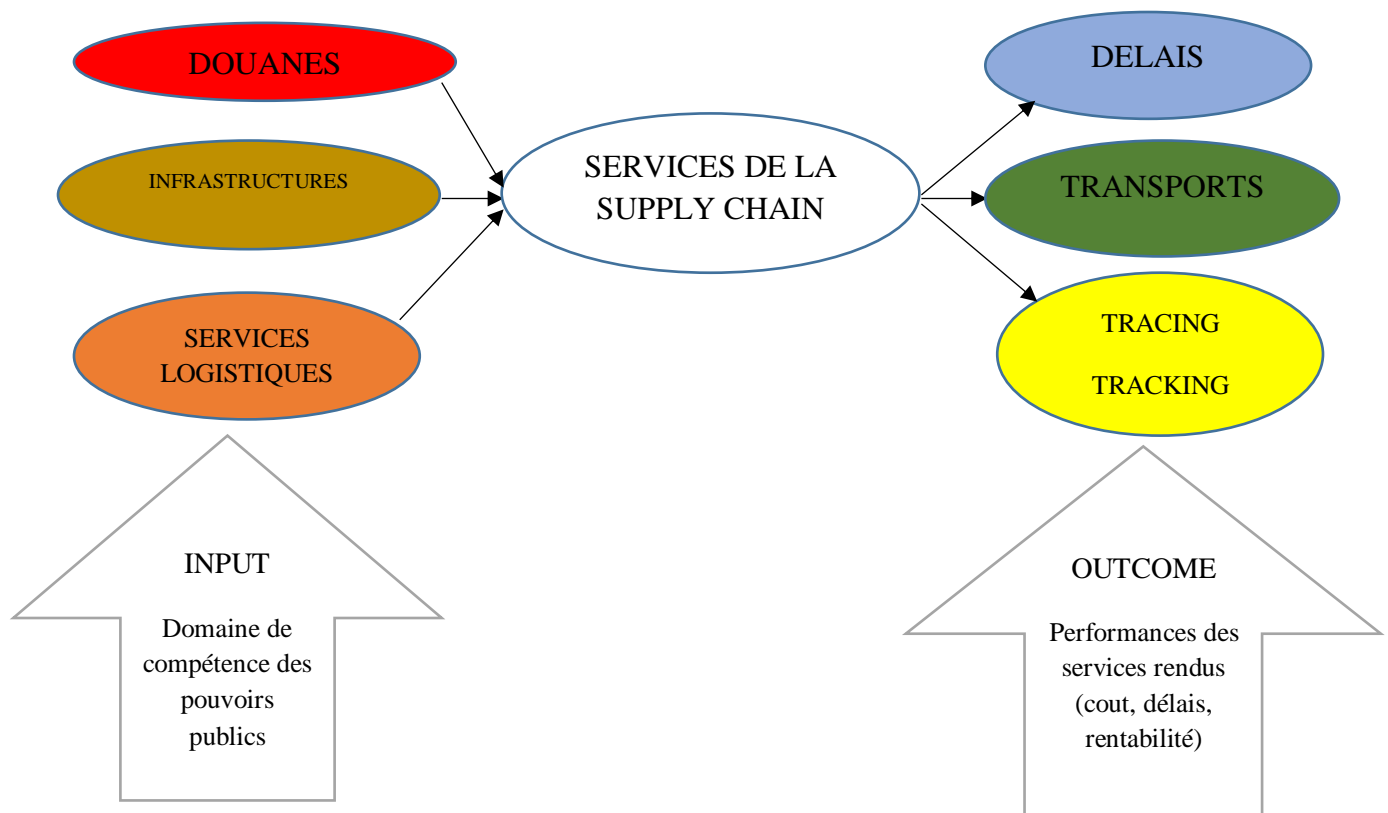 DOUANES
INFRASTRUCTURES
SERVICES
LOGISTIQUES
SERVICES DE LA
SUPPLY CHAIN
DELAIS
TRANSPORTS
TRACING
TRACKING
INPUT
Domaine de
compétence des
pouvoirs
publics
OUTCOME
Performances des
services rendus
(cout, délais,
rentabilité)